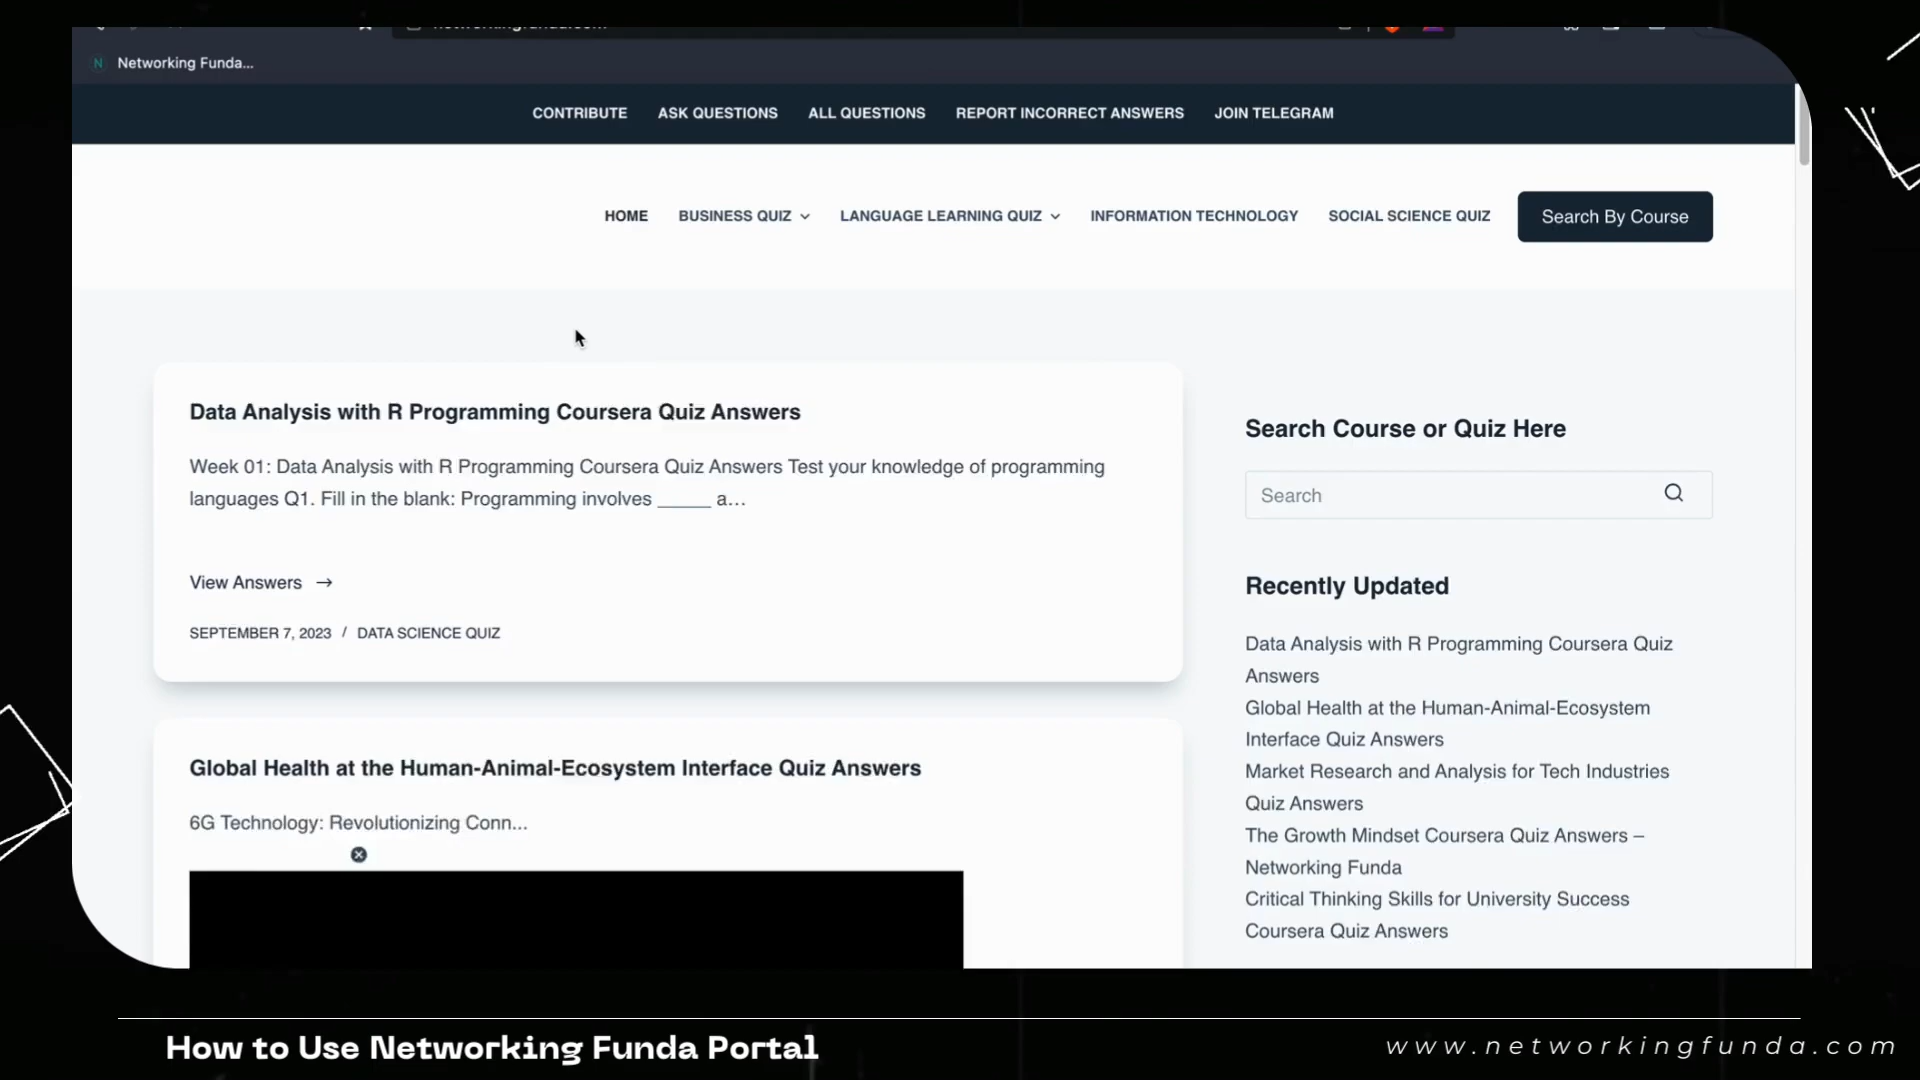 networkingfunda.com
N Networking Funda...
CONTRIBUTE ASK QUESTIONS ALL QUESTIONS REPORT INCORRECT ANSWERS JOIN TELEGRAM
HOME BUSINESS QUIZ LANGUAGE LEARNING QUIZ INFORMATION TECHNOLOGY SOCIAL SCIENCE QUIZ Search By Course
Data Analysis with R Programming Coursera Quiz Answers
Week 01: Data Analysis with R Programming Coursera Quiz Answers Test your knowledge of programming
languages Q1. Fill in the blank: Programming involves _____ a…
View Answers →
SEPTEMBER 7, 2023 / DATA SCIENCE QUIZ
Global Health at the Human-Animal-Ecosystem Interface Quiz Answers
6G Technology: Revolutionizing Conn...
Search Course or Quiz Here
Search
Recently Updated
Data Analysis with R Programming Coursera Quiz
Answers
Global Health at the Human-Animal-Ecosystem
Interface Quiz Answers
Market Research and Analysis for Tech Industries
Quiz Answers
The Growth Mindset Coursera Quiz Answers –
Networking Funda
Critical Thinking Skills for University Success
Coursera Quiz Answers
How to Use Networking Funda Portal
www.networkingfunda.com